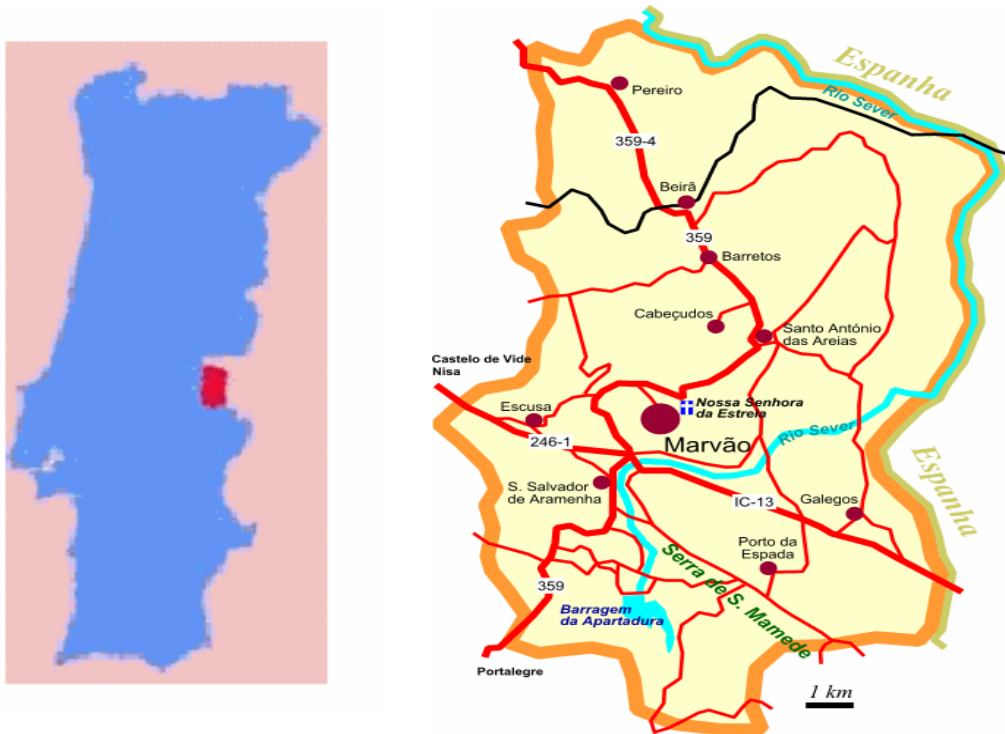 Espanha
Rio Sever
Pereiro
359-4
Beirã
359
Barretos
Cabeçudos
Santo António
das Areias
Castelo de Vide
Nisa
Escusa
Nossa Senhora
da Estrela
246-1
Marvão
Rio Sever
Espanha
S. Salvador
de Aramenha
IC-13
Galegos
Porto da
Espada
Serra de S. Mamede
359
Barragem
da Apartadura
Portalegre
1 km